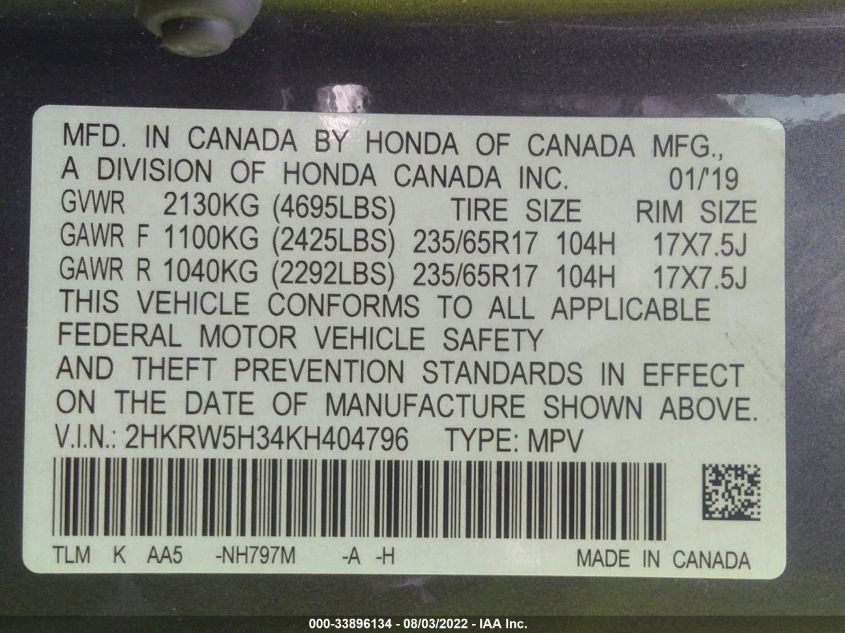 MFD. IN CANADA BY HONDA OF CANADA MFG.,
A DIVISION OF HONDA CANADA INC. 01/'19
GVWR 2130KG (4695LBS) TIRE SIZE RIM SIZE
GAWR F 1100KG (2425LBS) 235/65R17 104H 17X7.5J
GAWR R 1040KG (2292LBS) 235/65R17 104H 17X7.5J
THIS VEHICLE CONFORMS TO ALL APPLICABLE
FEDERAL MOTOR VEHICLE SAFETY
AND THEFT PREVENTION STANDARDS IN EFFECT
ON THE DATE OF MANUFACTURE SHOWN ABOVE.
V.I.N.: 2HKRW5H34KH404796 TYPE: MPV
TLM K AA5 -NH797M -A -H MADE IN CANADA
000-33896134 - 08/03/2022 - IAA Inc.